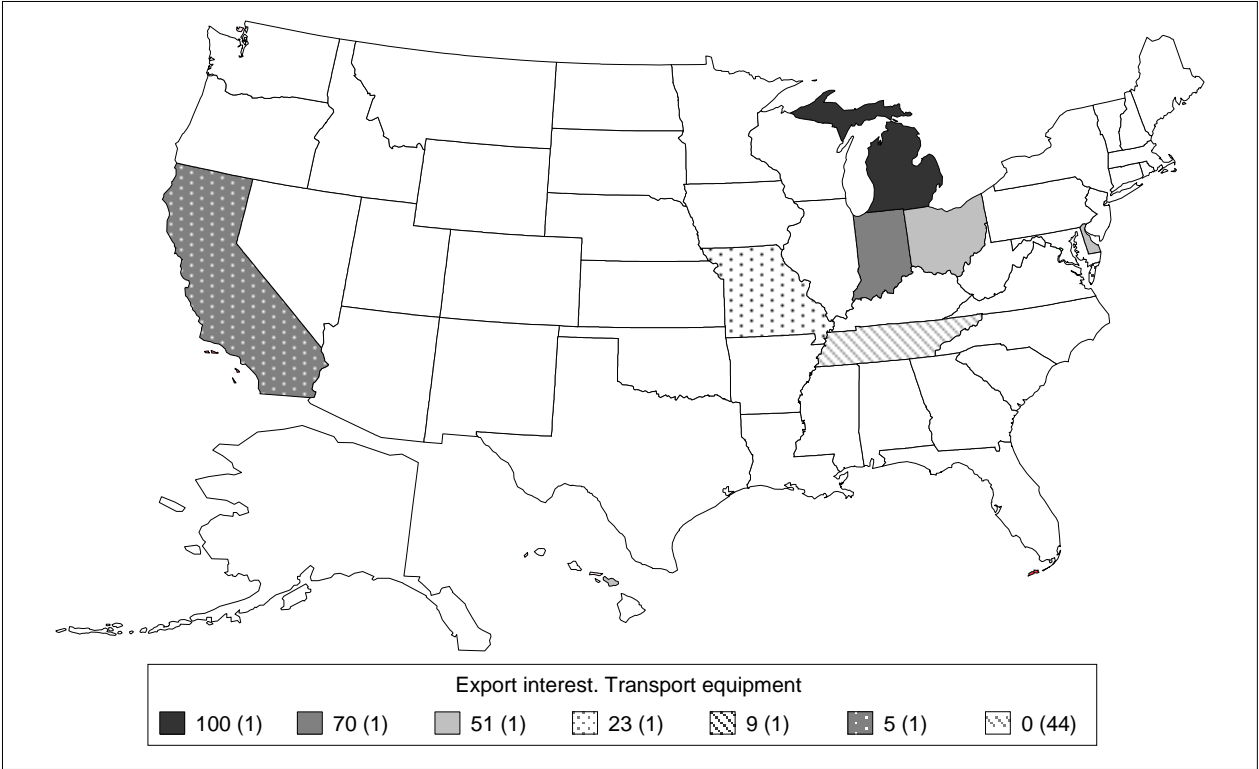 Export interest. Transport equipment
100 (1) 70 (1) 51 (1) 23 (1) 9 (1) 5 (1) 0 (44)